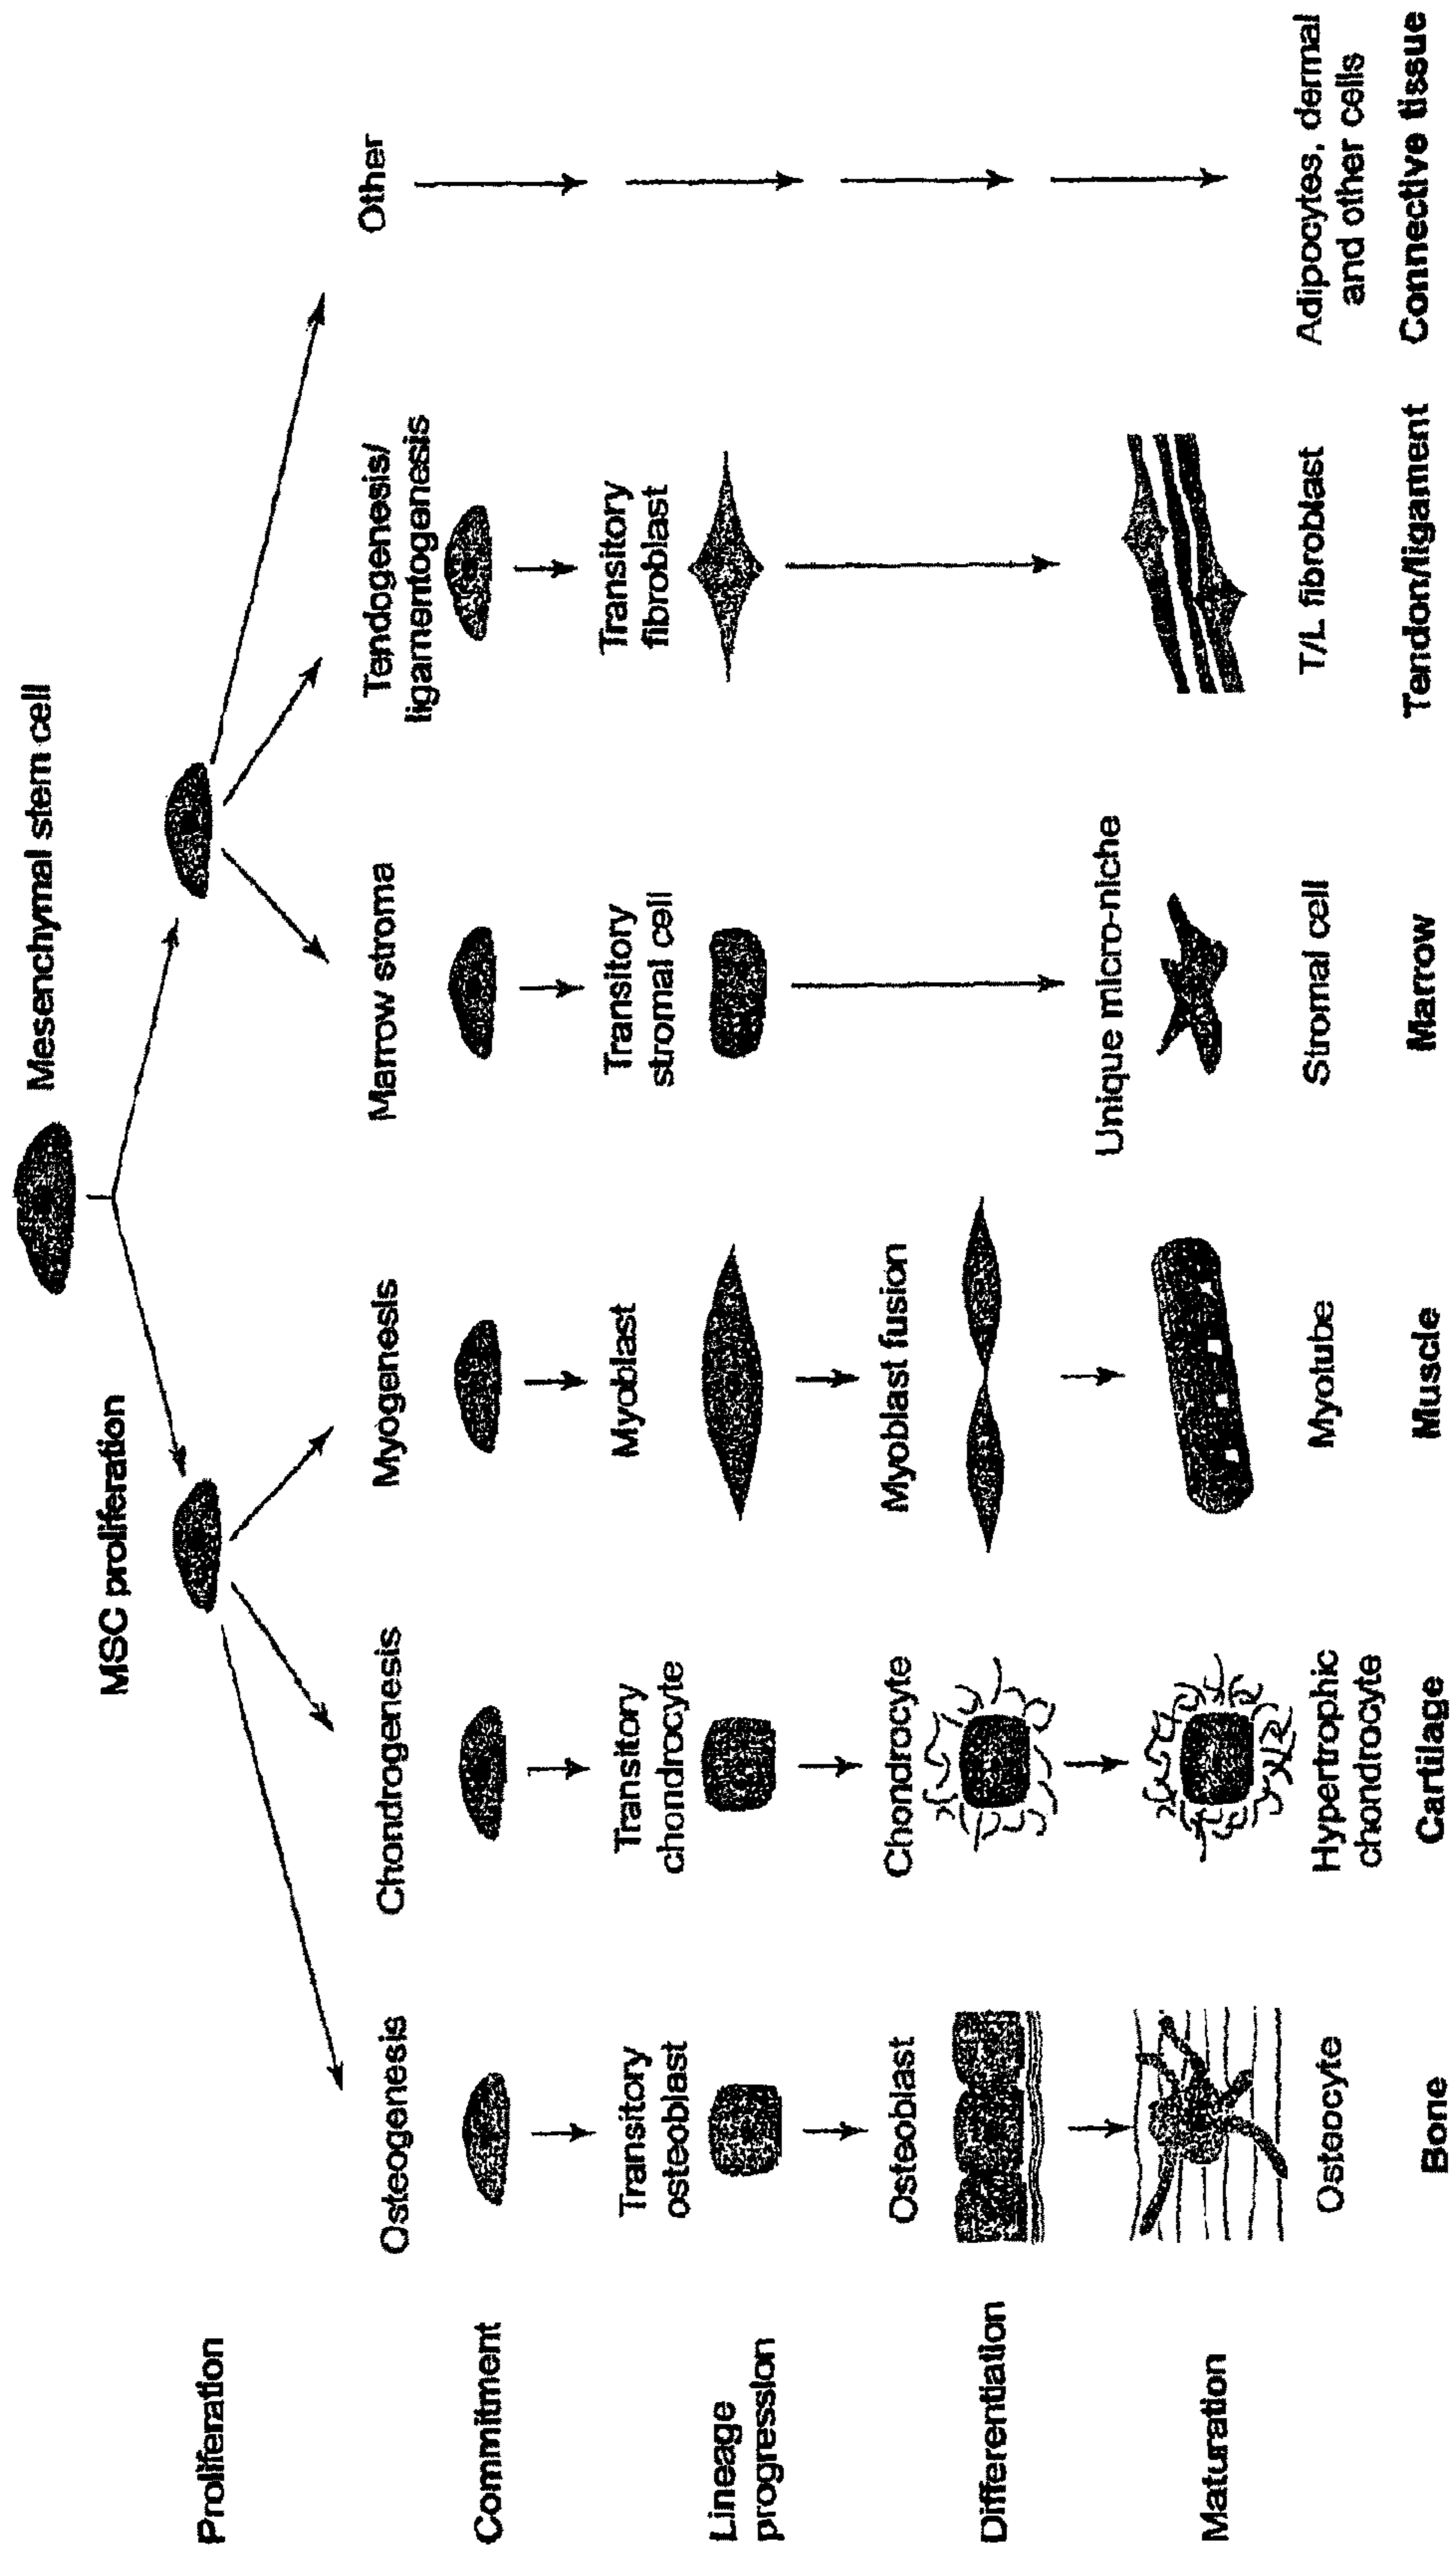 Mesenchymal stem cell
MSC proliferation
Proliferation
Osteogenesis
Chondrogenesis
Myogenesis
Marrow stroma
Tendogenesis/
ligamentogenesis
Other
Commitment
Transitory
osteoblast
Transitory
chondrocyte
Myoblast
Transitory
stromal cell
Transitory
fibroblast
Lineage
progression
Osteoblast
Chondrocyte
Myoblast fusion
Differentiation
Unique micro-niche
Maturation
Osteocyte
Hypertrophic
chondrocyte
Myotube
Stromal cell
T/L fibroblast
Adipocytes, dermal
and other cells
Bone
Cartilage
Muscle
Marrow
Tendon/ligament
Connective tissue